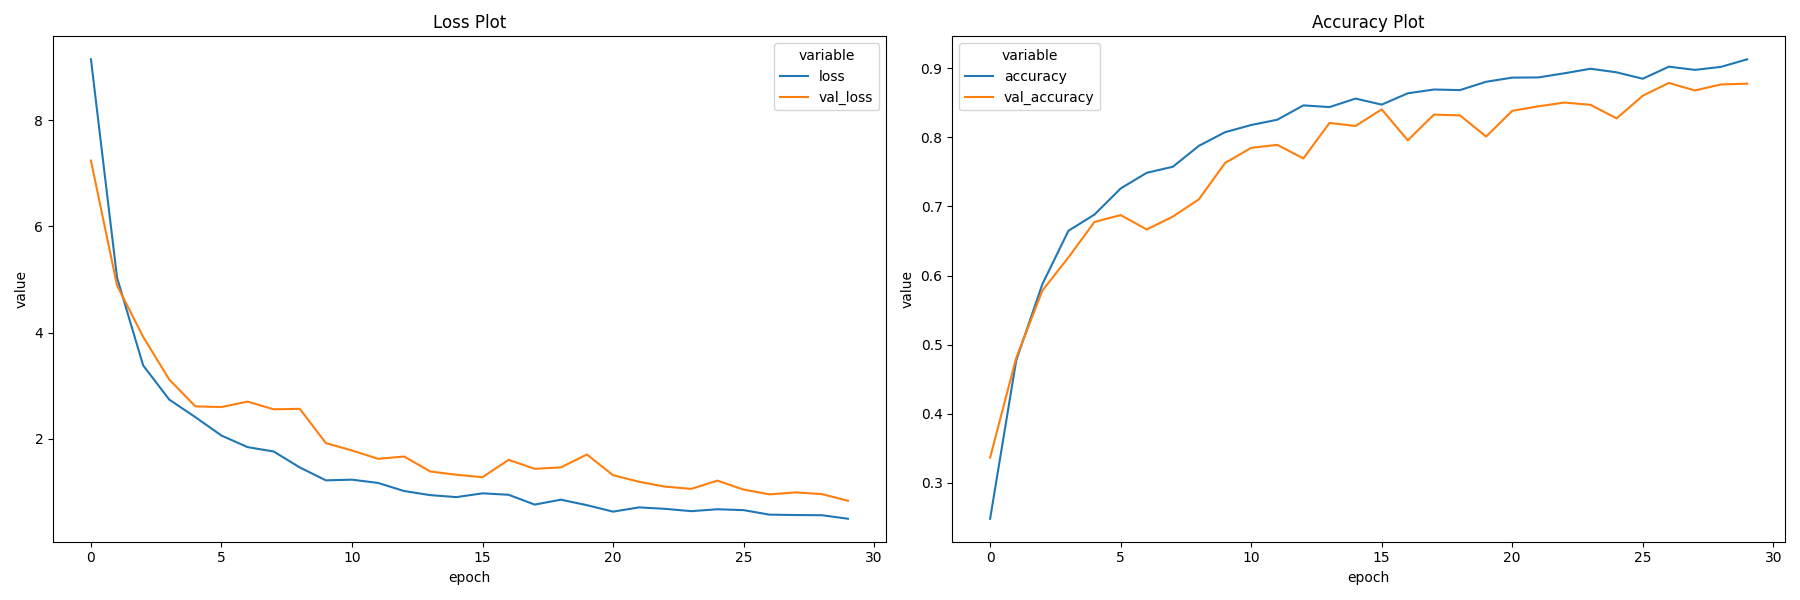 Loss Plot
variable
loss
val_loss
8
6
4
2
value
0 5 10 15 20 25 30
epoch
Accuracy Plot
variable
accuracy
val_accuracy
0.9
0.8
0.7
0.6
0.5
0.4
0.3
value
0 5 10 15 20 25 30
epoch